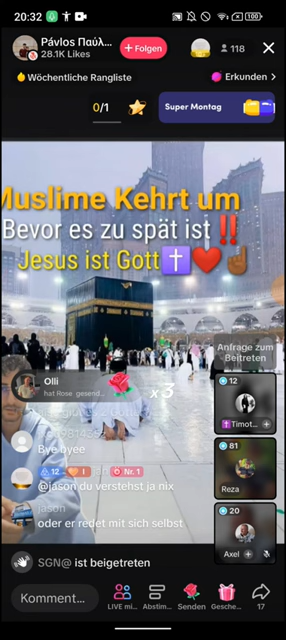 20:32
100
Pávlos Παύλ...
28.1K Likes
+ Folgen
118
Wöchentliche Rangliste
Erkunden >
0/1
Super Montag
Muslime Kehrt um
Bevor es zu spät ist‼️
Jesus ist Gott✝️❤️☝🏾
Anfrage zum
Beitreten
Olli
hat Rose gesend...
x3
12
✝️Timot... +
81
Reza
20
Axel +
Bye byee
12 I Nr. 1
@jason du verstehst ja nix
jason
oder er redet mit sich selbst
SGN@ ist beigetreten
Komment...
LIVE mi...
Abstim...
Senden
Gesche...
17